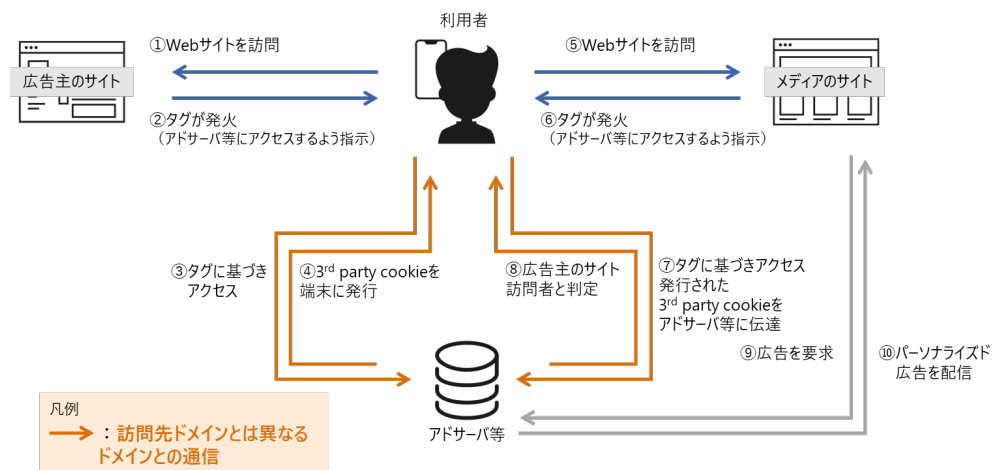 利用者
①Webサイトを訪問
⑤Webサイトを訪問
広告主のサイト
メディアのサイト
②タグが発火
（アドサーバ等にアクセスするよう指示）
⑥タグが発火
（アドサーバ等にアクセスするよう指示）
③タグに基づき
アクセス
④3rd party cookieを
端末に発行
⑧広告主のサイト
訪問者と判定
⑦タグに基づきアクセス
発行された
3rd party cookieを
アドサーバ等に伝達
⑨広告を要求
⑩パーソナライズド
広告を配信
アドサーバ等
凡例
：訪問先ドメインとは異なる
ドメインとの通信